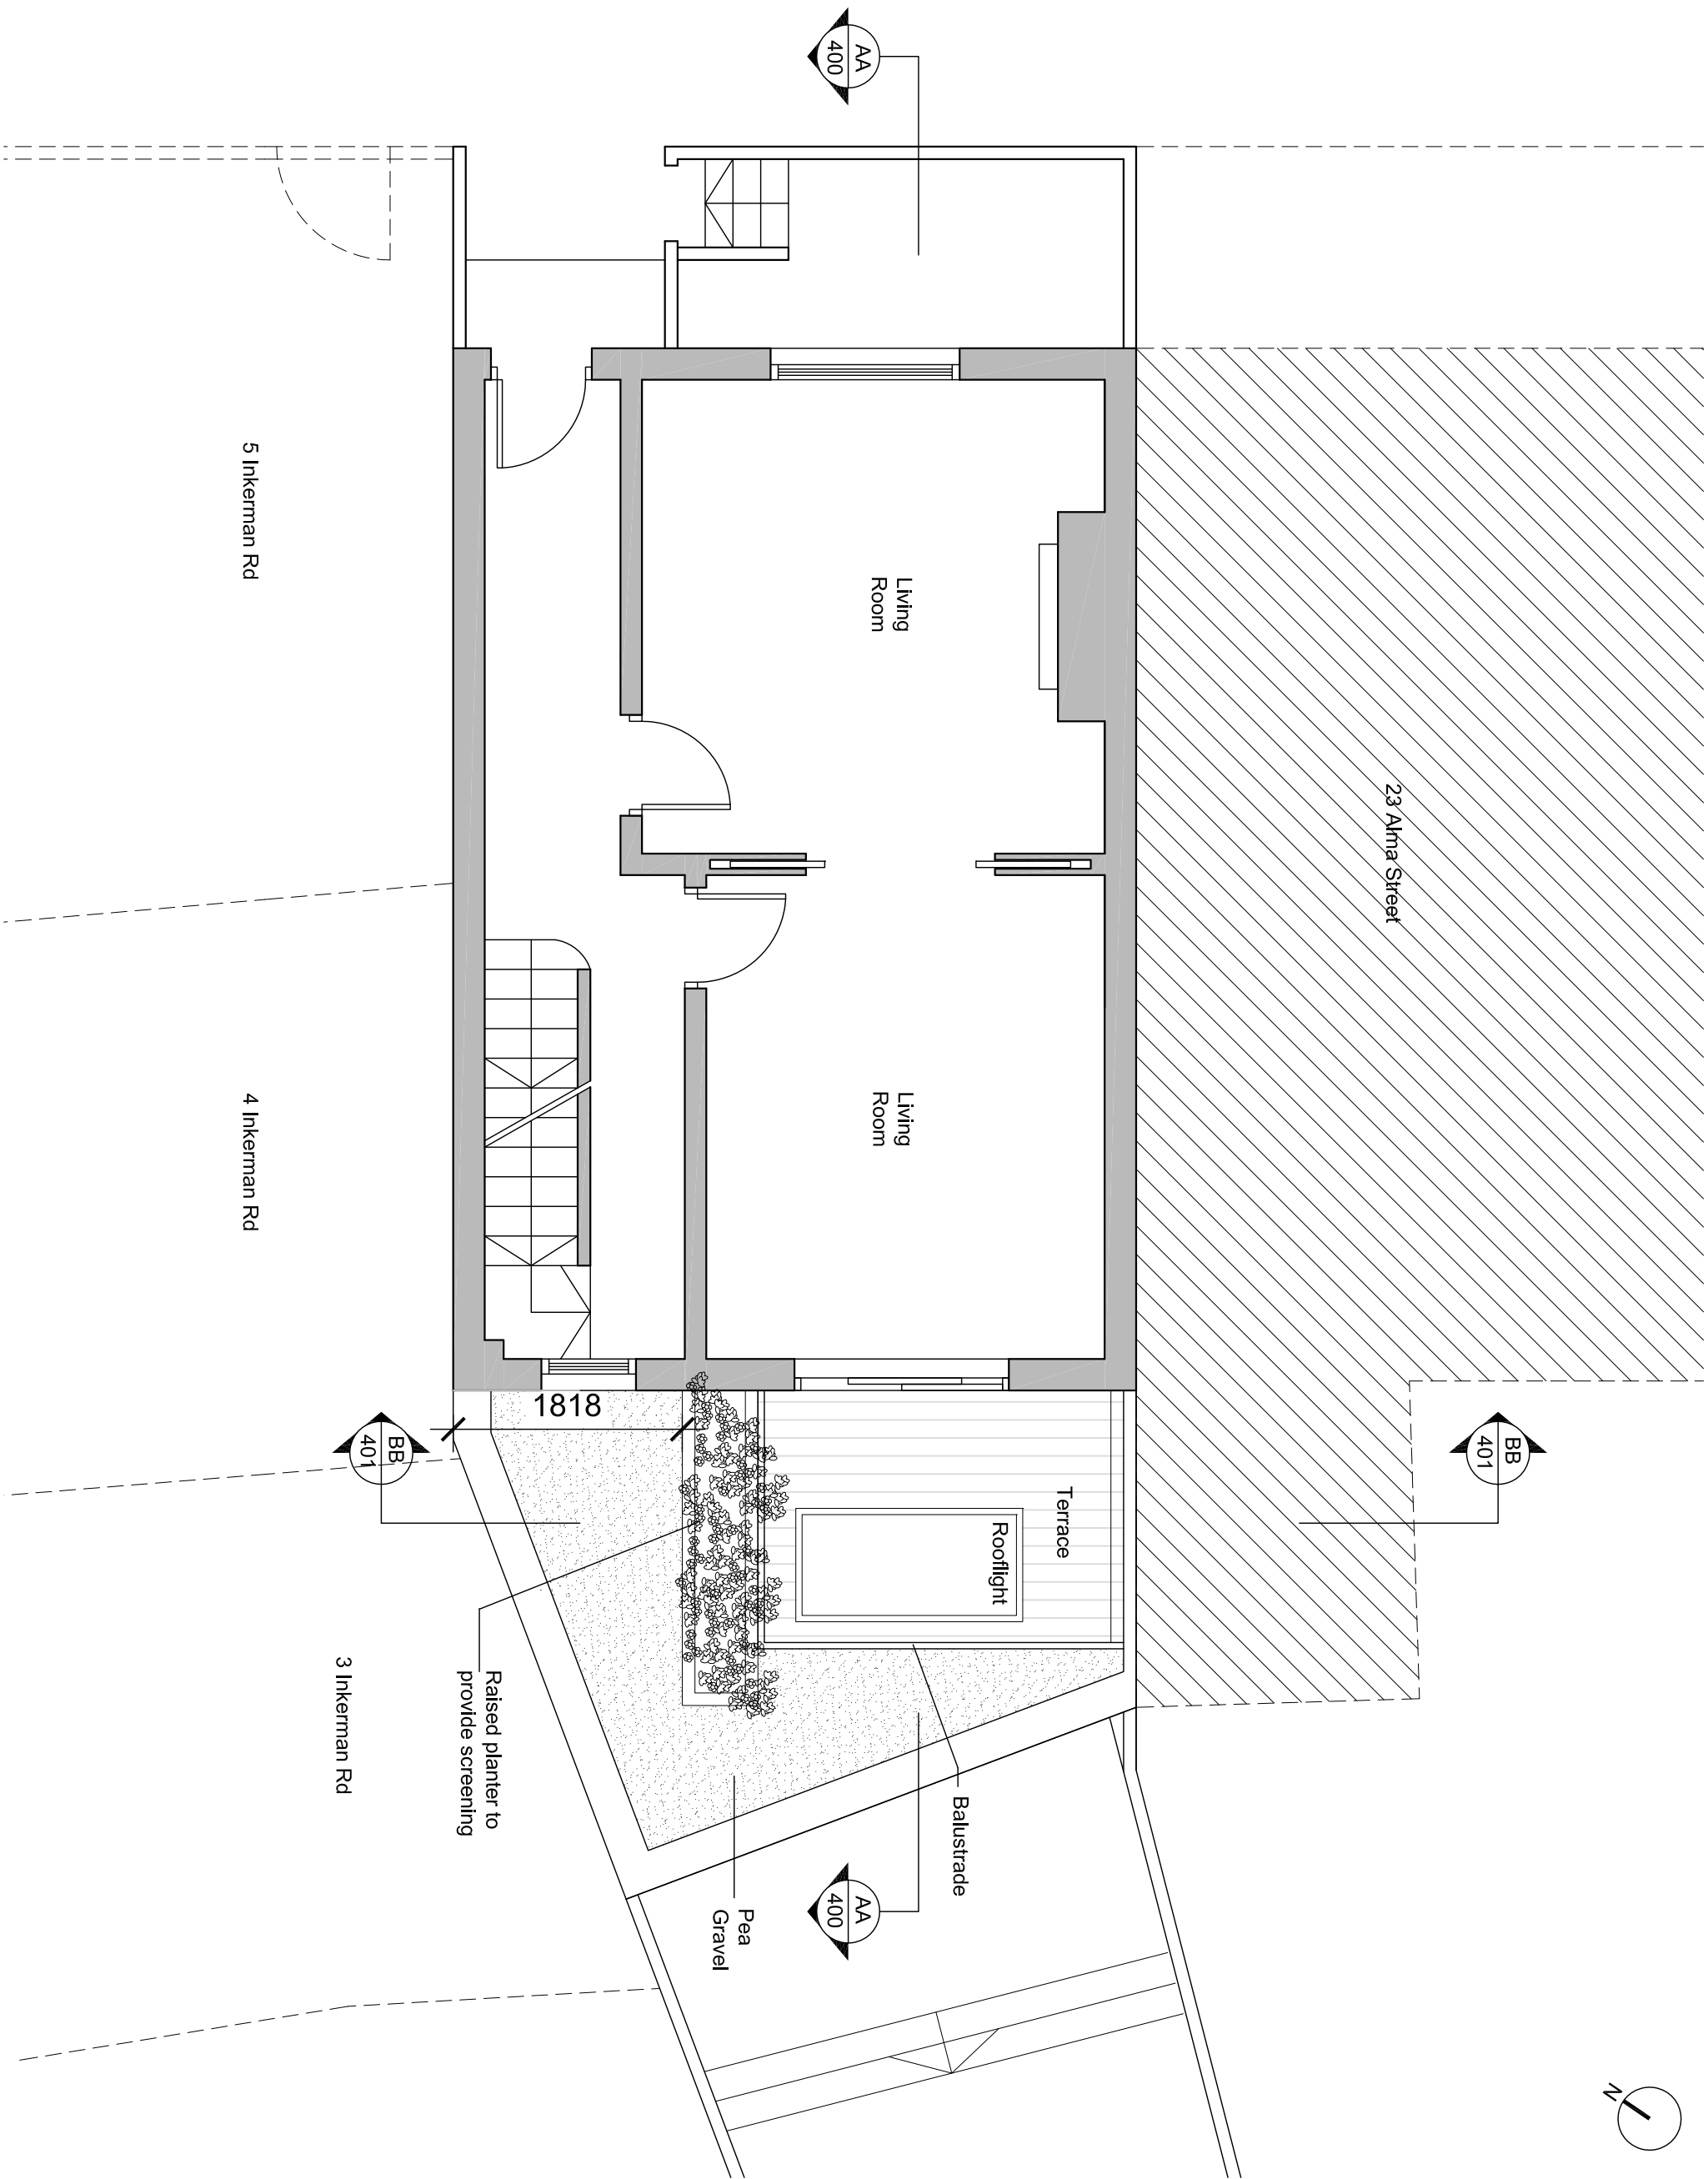 AA
400
5 Inkerman Rd
Living
Room
23 Alma Street
4 Inkerman Rd
Living
Room
1818
BB
401
BB
401
Terrace
Rooflight
3 Inkerman Rd
Raised planter to
provide screening
Balustrade
Pea
Gravel
AA
400
N